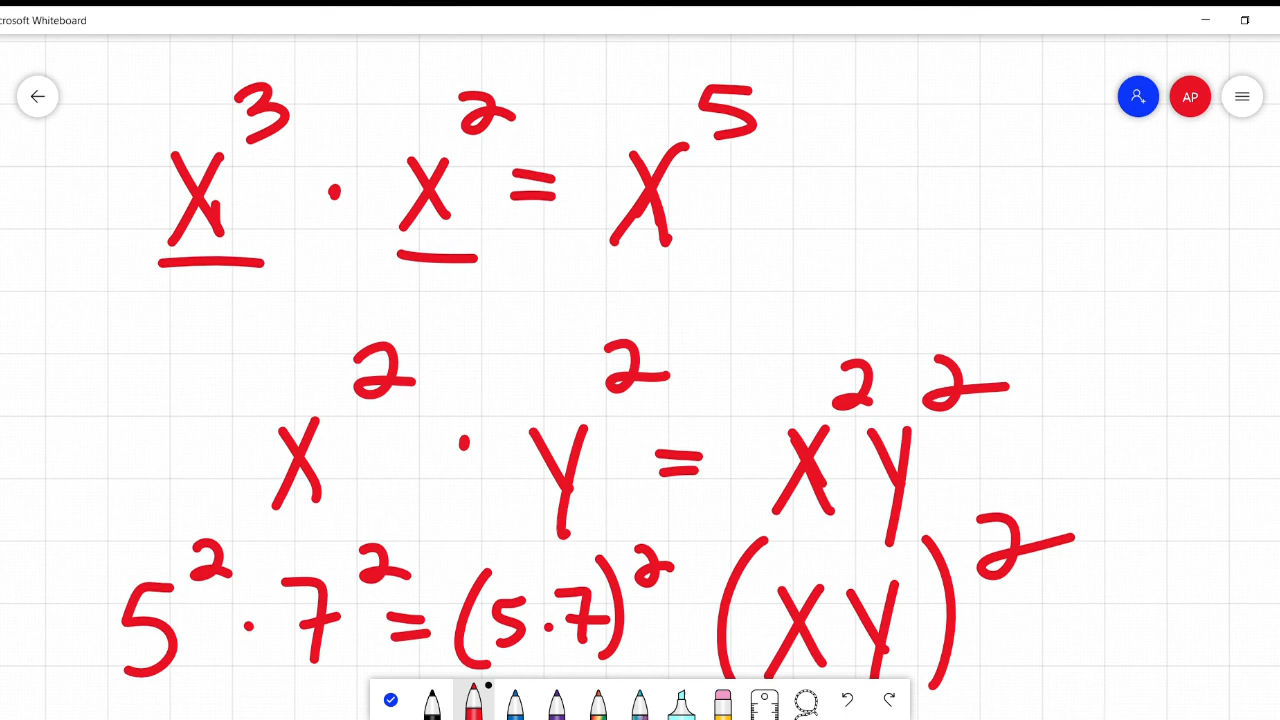 crosoft Whiteboard
AP
x³ · x² = x⁵
x² · y² = x²y²
5² · 7² = (5·7)² (xy)²